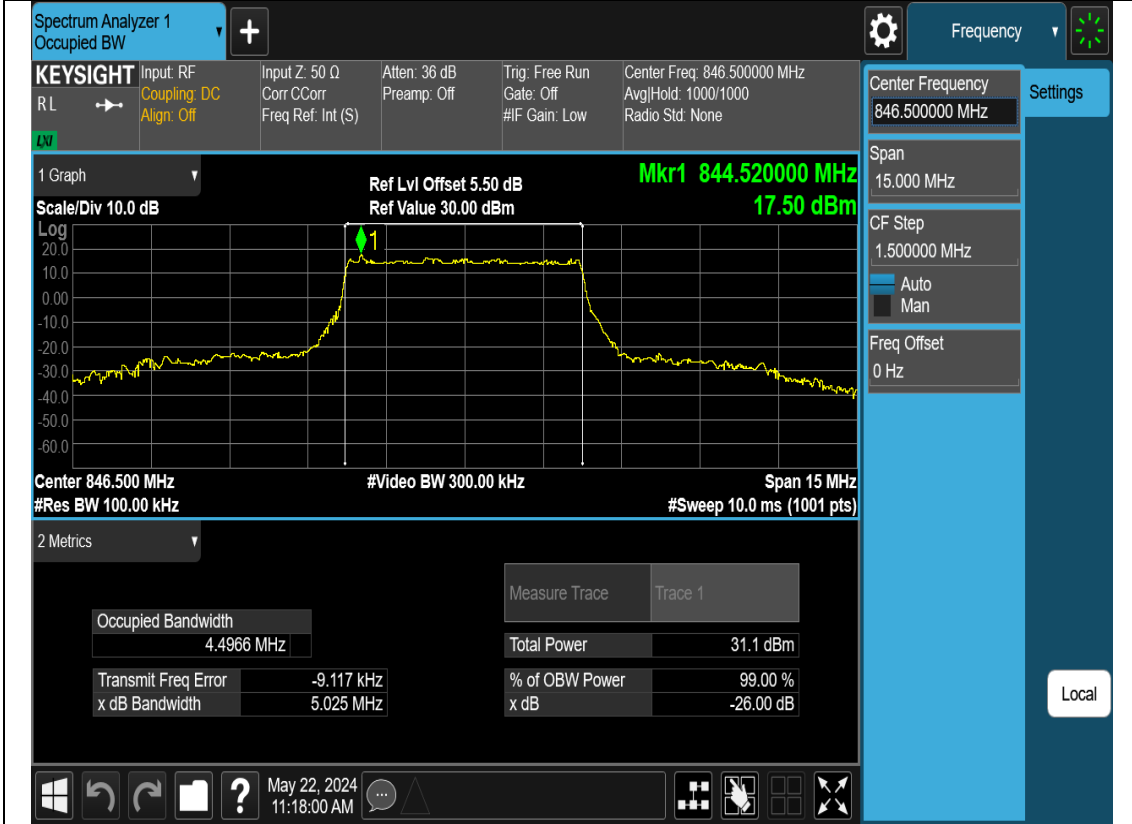 Spectrum Analyzer 1
Occupied BW
+
Frequency
KEYSIGHT
RL
LXI
Input: RF
Coupling: DC
Align: Off
Input Z: 50 Ω
Corr CCorr
Freq Ref: Int (S)
Atten: 36 dB
Preamp: Off
Trig: Free Run
Gate: Off
#IF Gain: Low
Center Freq: 846.500000 MHz
Avg|Hold: 1000/1000
Radio Std: None
Center Frequency
846.500000 MHz
Settings
Span
15.000 MHz
CF Step
1.500000 MHz
Auto
Man
Freq Offset
0 Hz
Local
1 Graph
Scale/Div 10.0 dB
Ref Lvl Offset 5.50 dB
Ref Value 30.00 dBm
Mkr1 844.520000 MHz
17.50 dBm
Log
20.0
10.0
0.00
-10.0
-20.0
-30.0
-40.0
-50.0
-60.0
1
Center 846.500 MHz
#Video BW 300.00 kHz
Span 15 MHz
#Res BW 100.00 kHz
#Sweep 10.0 ms (1001 pts)
2 Metrics
Measure Trace Trace 1
Occupied Bandwidth
4.4966 MHz
Total Power 31.1 dBm
Transmit Freq Error -9.117 kHz
% of OBW Power 99.00 %
x dB Bandwidth 5.025 MHz
x dB -26.00 dB
?
May 22, 2024
11:18:00 AM